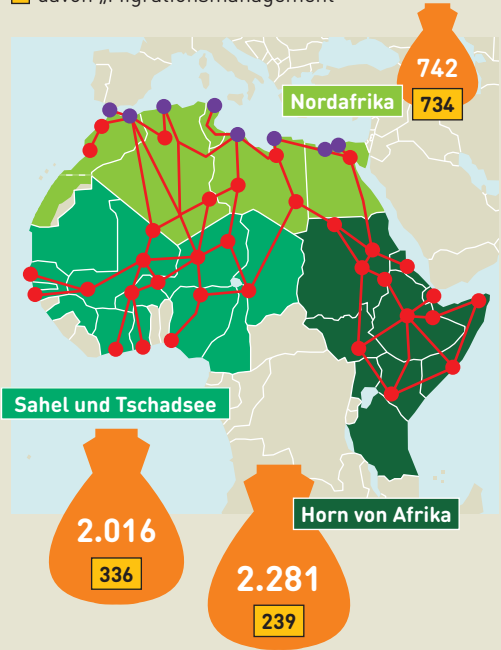 davon „Migrationsmanagement“
742
Nordafrika
734
Sahel und Tschadsee
2.016
336
Horn von Afrika
2.281
239